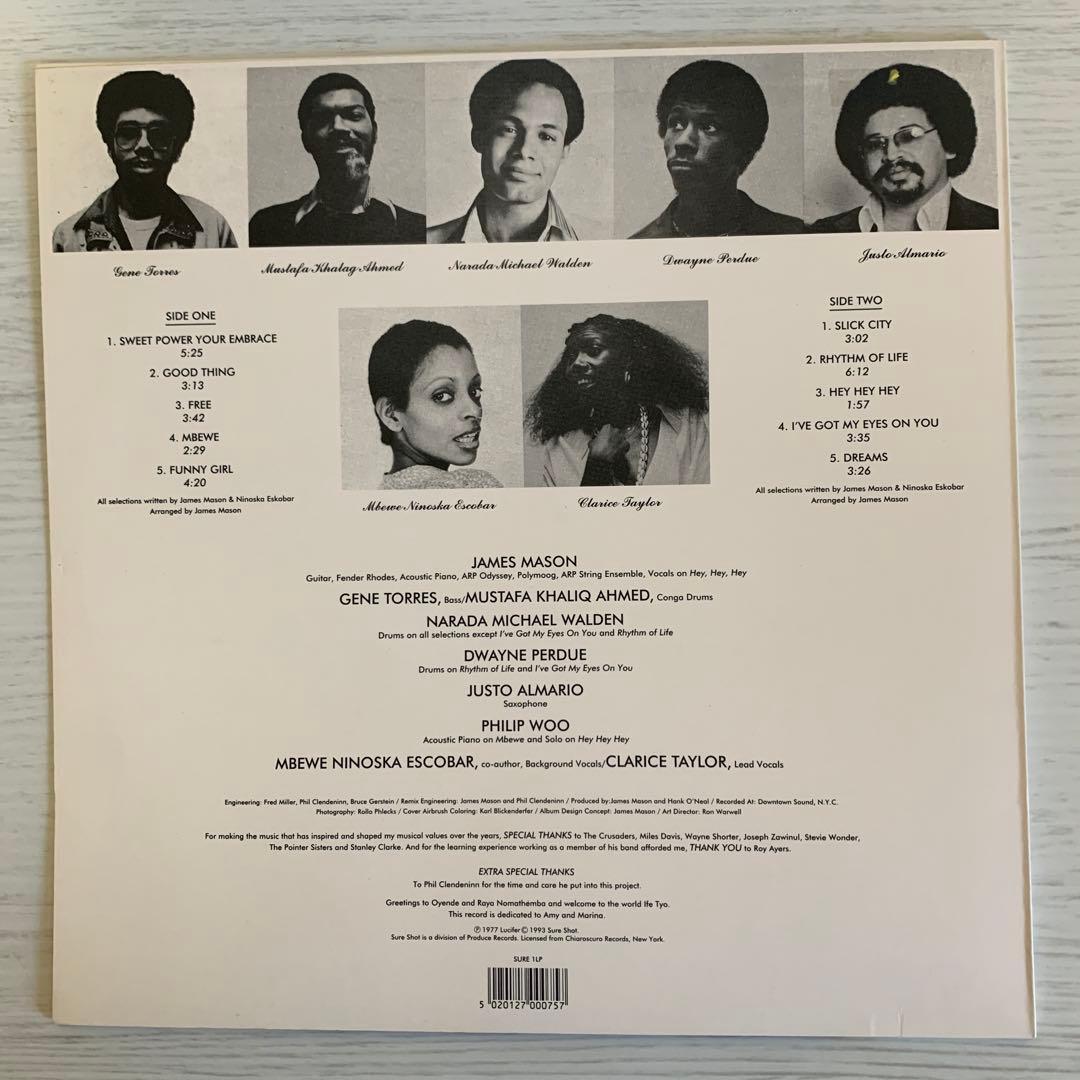 Gene Torres
Mustafa Khalag Ahmed
Narada Michael Walden
Dwayne Perdue
Justo Almario
SIDE ONE
1. SWEET POWER YOUR EMBRACE
5:25
2. GOOD THING
3:13
3. FREE
3:42
4. MBEWE
2:29
5. FUNNY GIRL
4:20
All selections written by James Mason & Ninoska Eskobar
Arranged by James Mason
Mbewe Ninoska Escobar
Clarice Taylor
SIDE TWO
1. SLICK CITY
3:02
2. RHYTHM OF LIFE
6:12
3. HEY HEY HEY
1:57
4. I'VE GOT MY EYES ON YOU
3:35
5. DREAMS
3:26
All selections written by James Mason & Ninoska Eskobar
Arranged by James Mason
JAMES MASON
Guitar, Fender Rhodes, Acoustic Piano, ARP Odyssey, Polymoog, ARP String Ensemble, Vocals on Hey, Hey, Hey
GENE TORRES, Bass/MUSTAFA KHALIQ AHMED, Conga Drums
NARADA MICHAEL WALDEN
Drums on all selections except I've Got My Eyes On You and Rhythm of Life
DWAYNE PERDUE
Drums on Rhythm of Life and I've Got My Eyes On You
JUSTO ALMARIO
Saxophone
PHILIP WOO
Acoustic Piano on Mbewe and Solo on Hey Hey Hey
MBEWE NINOSKA ESCOBAR, co-author, Background Vocals/CLARICE TAYLOR, Lead Vocals
Engineering: Fred Miller, Phil Clendeninn, Bruce Gerstein / Remix Engineering: James Mason and Phil Clendeninn / Produced by:James Mason and Hank O'Neal / Recorded At: Downtown Sound, N.Y.C.
Photography: Rollo Phlecks / Cover Airbrush Coloring: Karl Blickenderfer / Album Design Concept: James Mason / Art Director: Ron Warwell
For making the music that has inspired and shaped my musical values over the years, SPECIAL THANKS to The Crusaders, Miles Davis, Wayne Shorter, Joseph Zawinul, Stevie Wonder,
The Pointer Sisters and Stanley Clarke. And for the learning experience working as a member of his band afforded me, THANK YOU to Roy Ayers.
EXTRA SPECIAL THANKS
To Phil Clendeninn for the time and care he put into this project.
Greetings to Oyende and Raya Nomathemba and welcome to the world Ife Tyo.
This record is dedicated to Amy and Marina.
℗ 1977 Lucifer © 1993 Sure Shot.
Sure Shot is a division of Produce Records. Licensed from Chiaroscuro Records, New York.
SURE 1LP
5 020127 000757